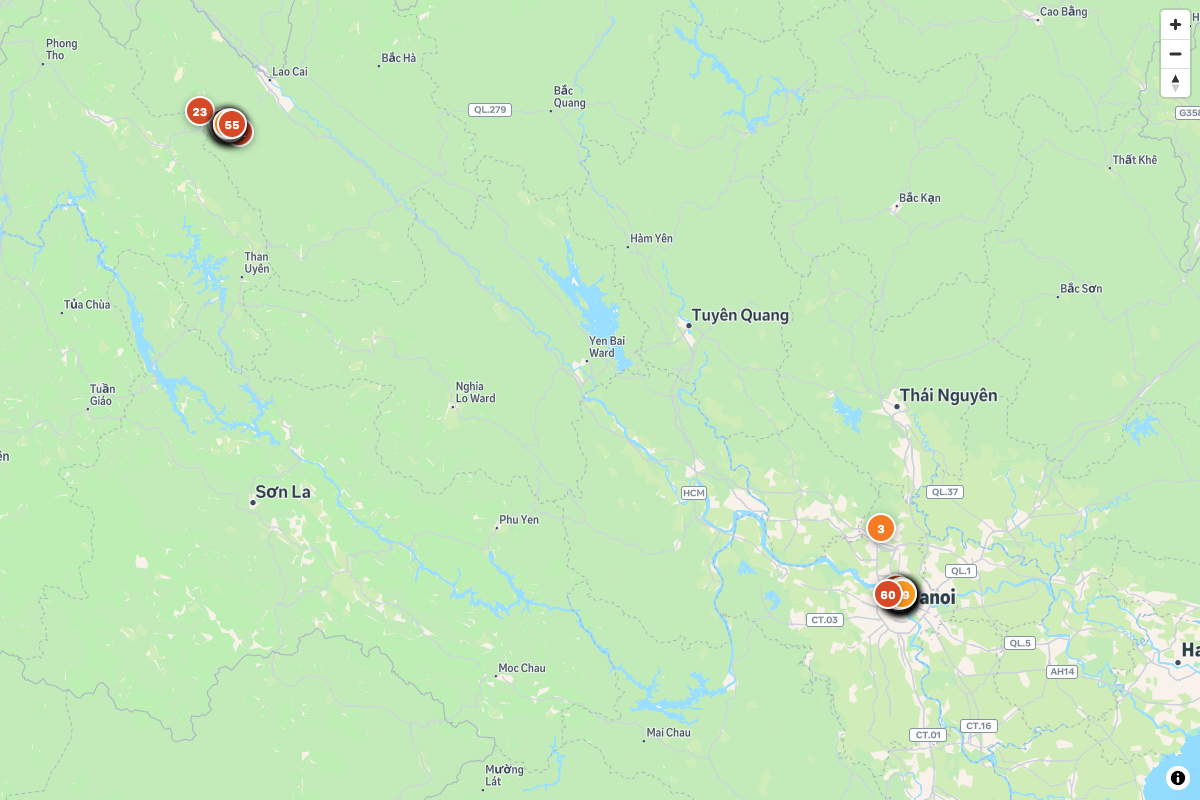 Cao Bằng
Phong
Tho
Bắc Hà
Lao Cai
Bắc
Quang
QL.279
23
55
Thất Khê
Bắc Kạn
Hàm Yên
Than
Uyên
Bắc Sơn
Tủa Chùa
Tuyên Quang
Yen Bai
Ward
Tuần
Giáo
Nghia
Lo Ward
Thái Nguyên
Sơn La
HCM
QL.37
Phu Yen
3
QL.1
60
9
anoi
CT.03
QL.5
Moc Chau
AH14
CT.16
Mai Chau
CT.01
Mường
Lát